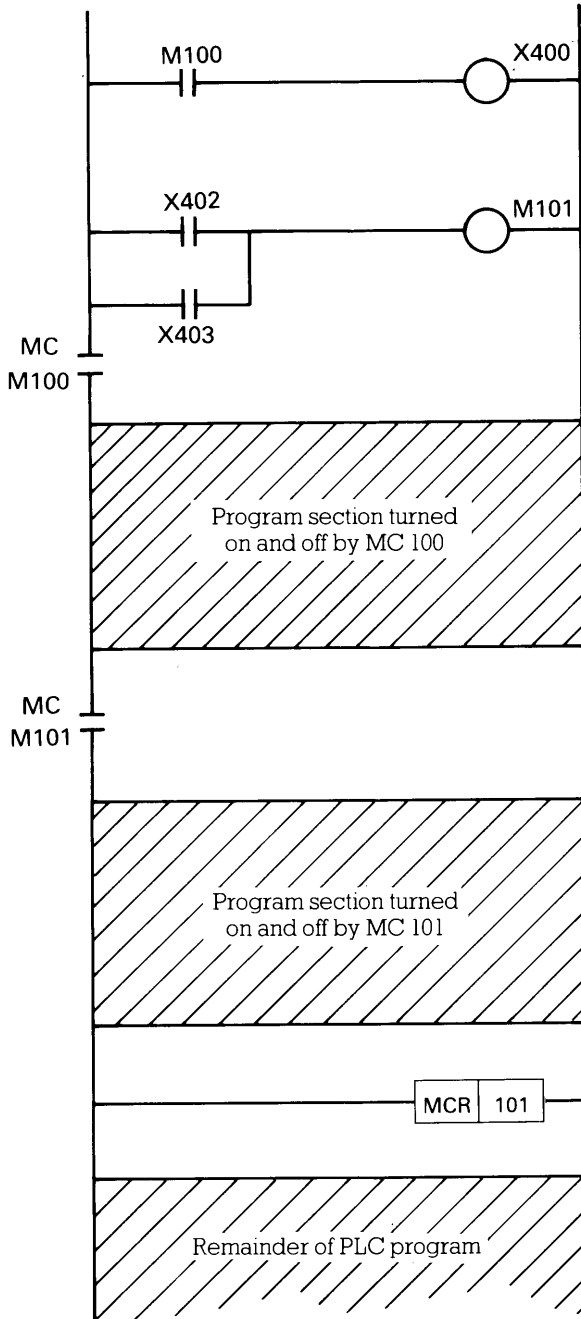 M100
X400
X402
M101
X403
MC
M100
Program section turned
on and off by MC 100
MC
M101
Program section turned
on and off by MC 101
MCR 101
Remainder of PLC program